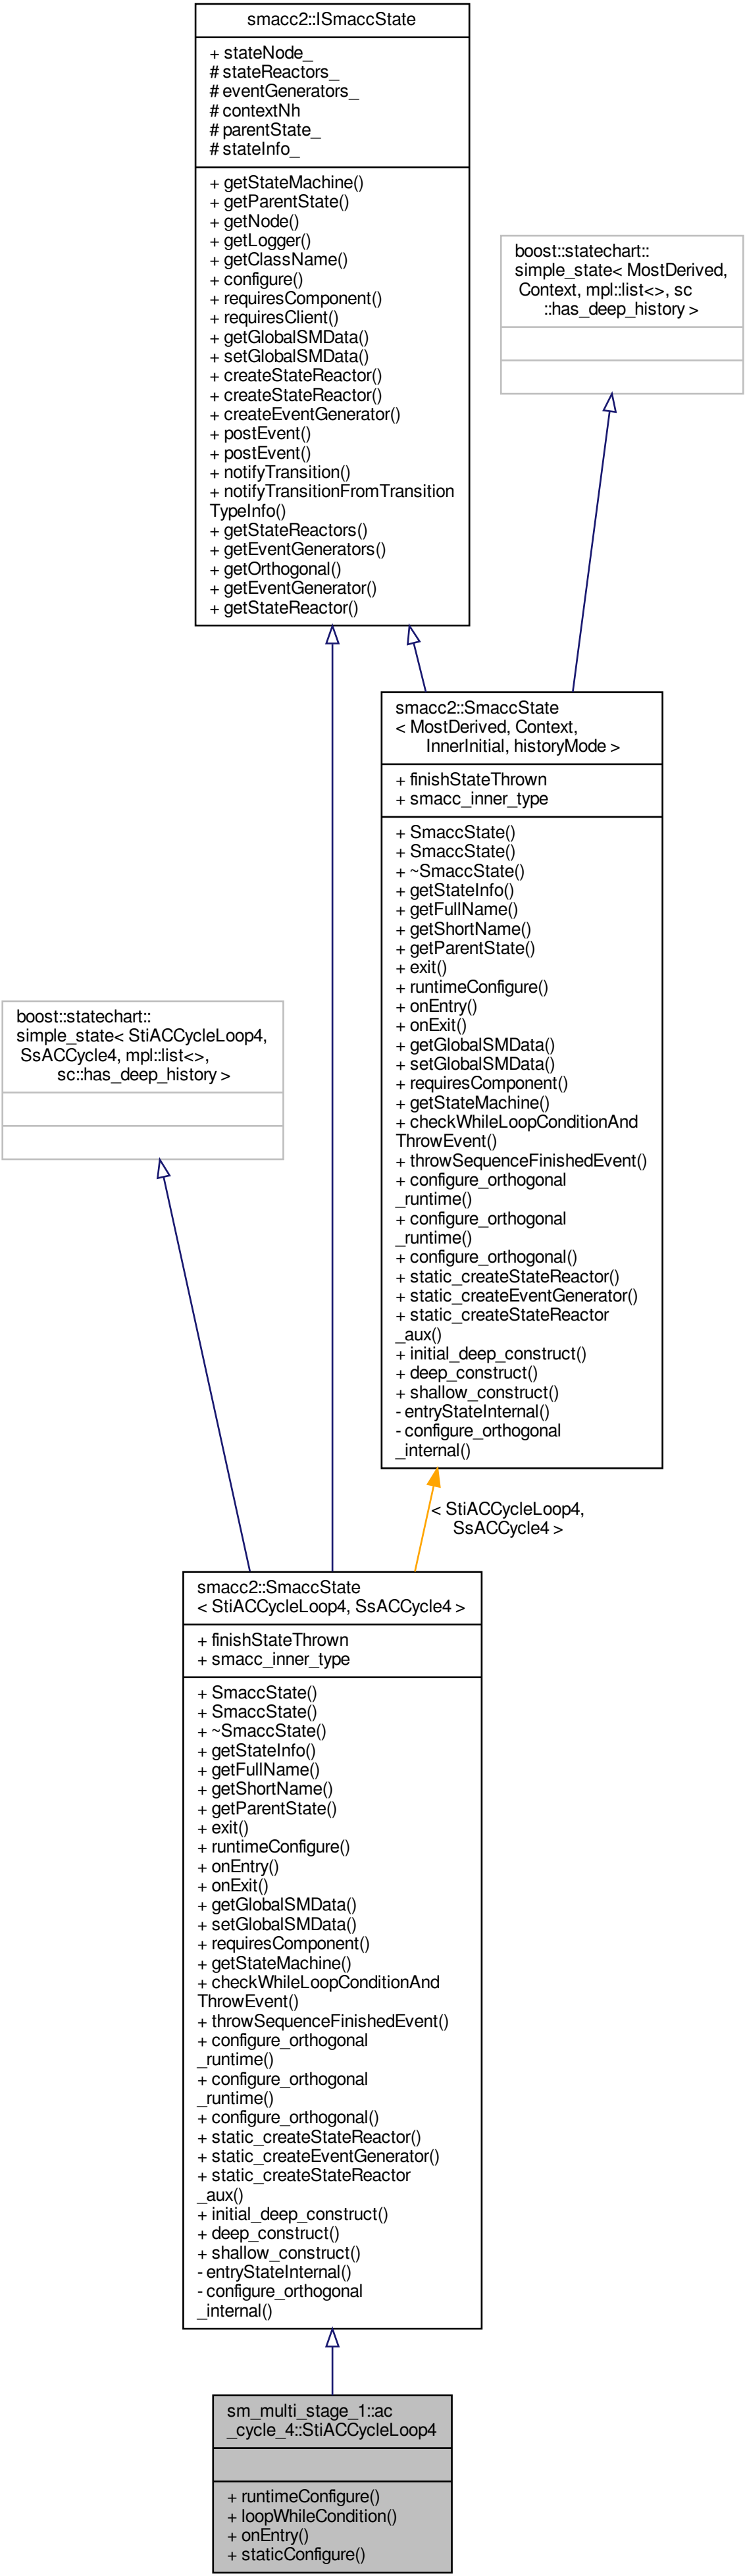 smacc2::ISmaccState
+ stateNode_
# stateReactors_
# eventGenerators_
# contextNh
# parentState_
# stateInfo_
+ getStateMachine()
+ getParentState()
+ getNode()
+ getLogger()
+ getClassName()
+ configure()
+ requiresComponent()
+ requiresClient()
+ getGlobalSMData()
+ setGlobalSMData()
+ createStateReactor()
+ createStateReactor()
+ createEventGenerator()
+ postEvent()
+ postEvent()
+ notifyTransition()
+ notifyTransitionFromTransition
TypeInfo()
+ getStateReactors()
+ getEventGenerators()
+ getOrthogonal()
+ getEventGenerator()
+ getStateReactor()
boost::statechart::
simple_state< MostDerived,
Context, mpl::list<>, sc
::has_deep_history >
smacc2::SmaccState
< MostDerived, Context,
InnerInitial, historyMode >
+ finishStateThrown
+ smacc_inner_type
+ SmaccState()
+ SmaccState()
+ ~SmaccState()
+ getStateInfo()
+ getFullName()
+ getShortName()
+ getParentState()
+ exit()
+ runtimeConfigure()
+ onEntry()
+ onExit()
+ getGlobalSMData()
+ setGlobalSMData()
+ requiresComponent()
+ getStateMachine()
+ checkWhileLoopConditionAnd
ThrowEvent()
+ throwSequenceFinishedEvent()
+ configure_orthogonal
_runtime()
+ configure_orthogonal
_runtime()
+ configure_orthogonal()
+ static_createStateReactor()
+ static_createEventGenerator()
+ static_createStateReactor
_aux()
+ initial_deep_construct()
+ deep_construct()
+ shallow_construct()
- entryStateInternal()
- configure_orthogonal
_internal()
boost::statechart::
simple_state< StiACCycleLoop4,
SsACCycle4, mpl::list<>,
sc::has_deep_history >
< StiACCycleLoop4,
SsACCycle4 >
smacc2::SmaccState
< StiACCycleLoop4, SsACCycle4 >
+ finishStateThrown
+ smacc_inner_type
+ SmaccState()
+ SmaccState()
+ ~SmaccState()
+ getStateInfo()
+ getFullName()
+ getShortName()
+ getParentState()
+ exit()
+ runtimeConfigure()
+ onEntry()
+ onExit()
+ getGlobalSMData()
+ setGlobalSMData()
+ requiresComponent()
+ getStateMachine()
+ checkWhileLoopConditionAnd
ThrowEvent()
+ throwSequenceFinishedEvent()
+ configure_orthogonal
_runtime()
+ configure_orthogonal
_runtime()
+ configure_orthogonal()
+ static_createStateReactor()
+ static_createEventGenerator()
+ static_createStateReactor
_aux()
+ initial_deep_construct()
+ deep_construct()
+ shallow_construct()
- entryStateInternal()
- configure_orthogonal
_internal()
sm_multi_stage_1::ac
_cycle_4::StiACCycleLoop4
+ runtimeConfigure()
+ loopWhileCondition()
+ onEntry()
+ staticConfigure()